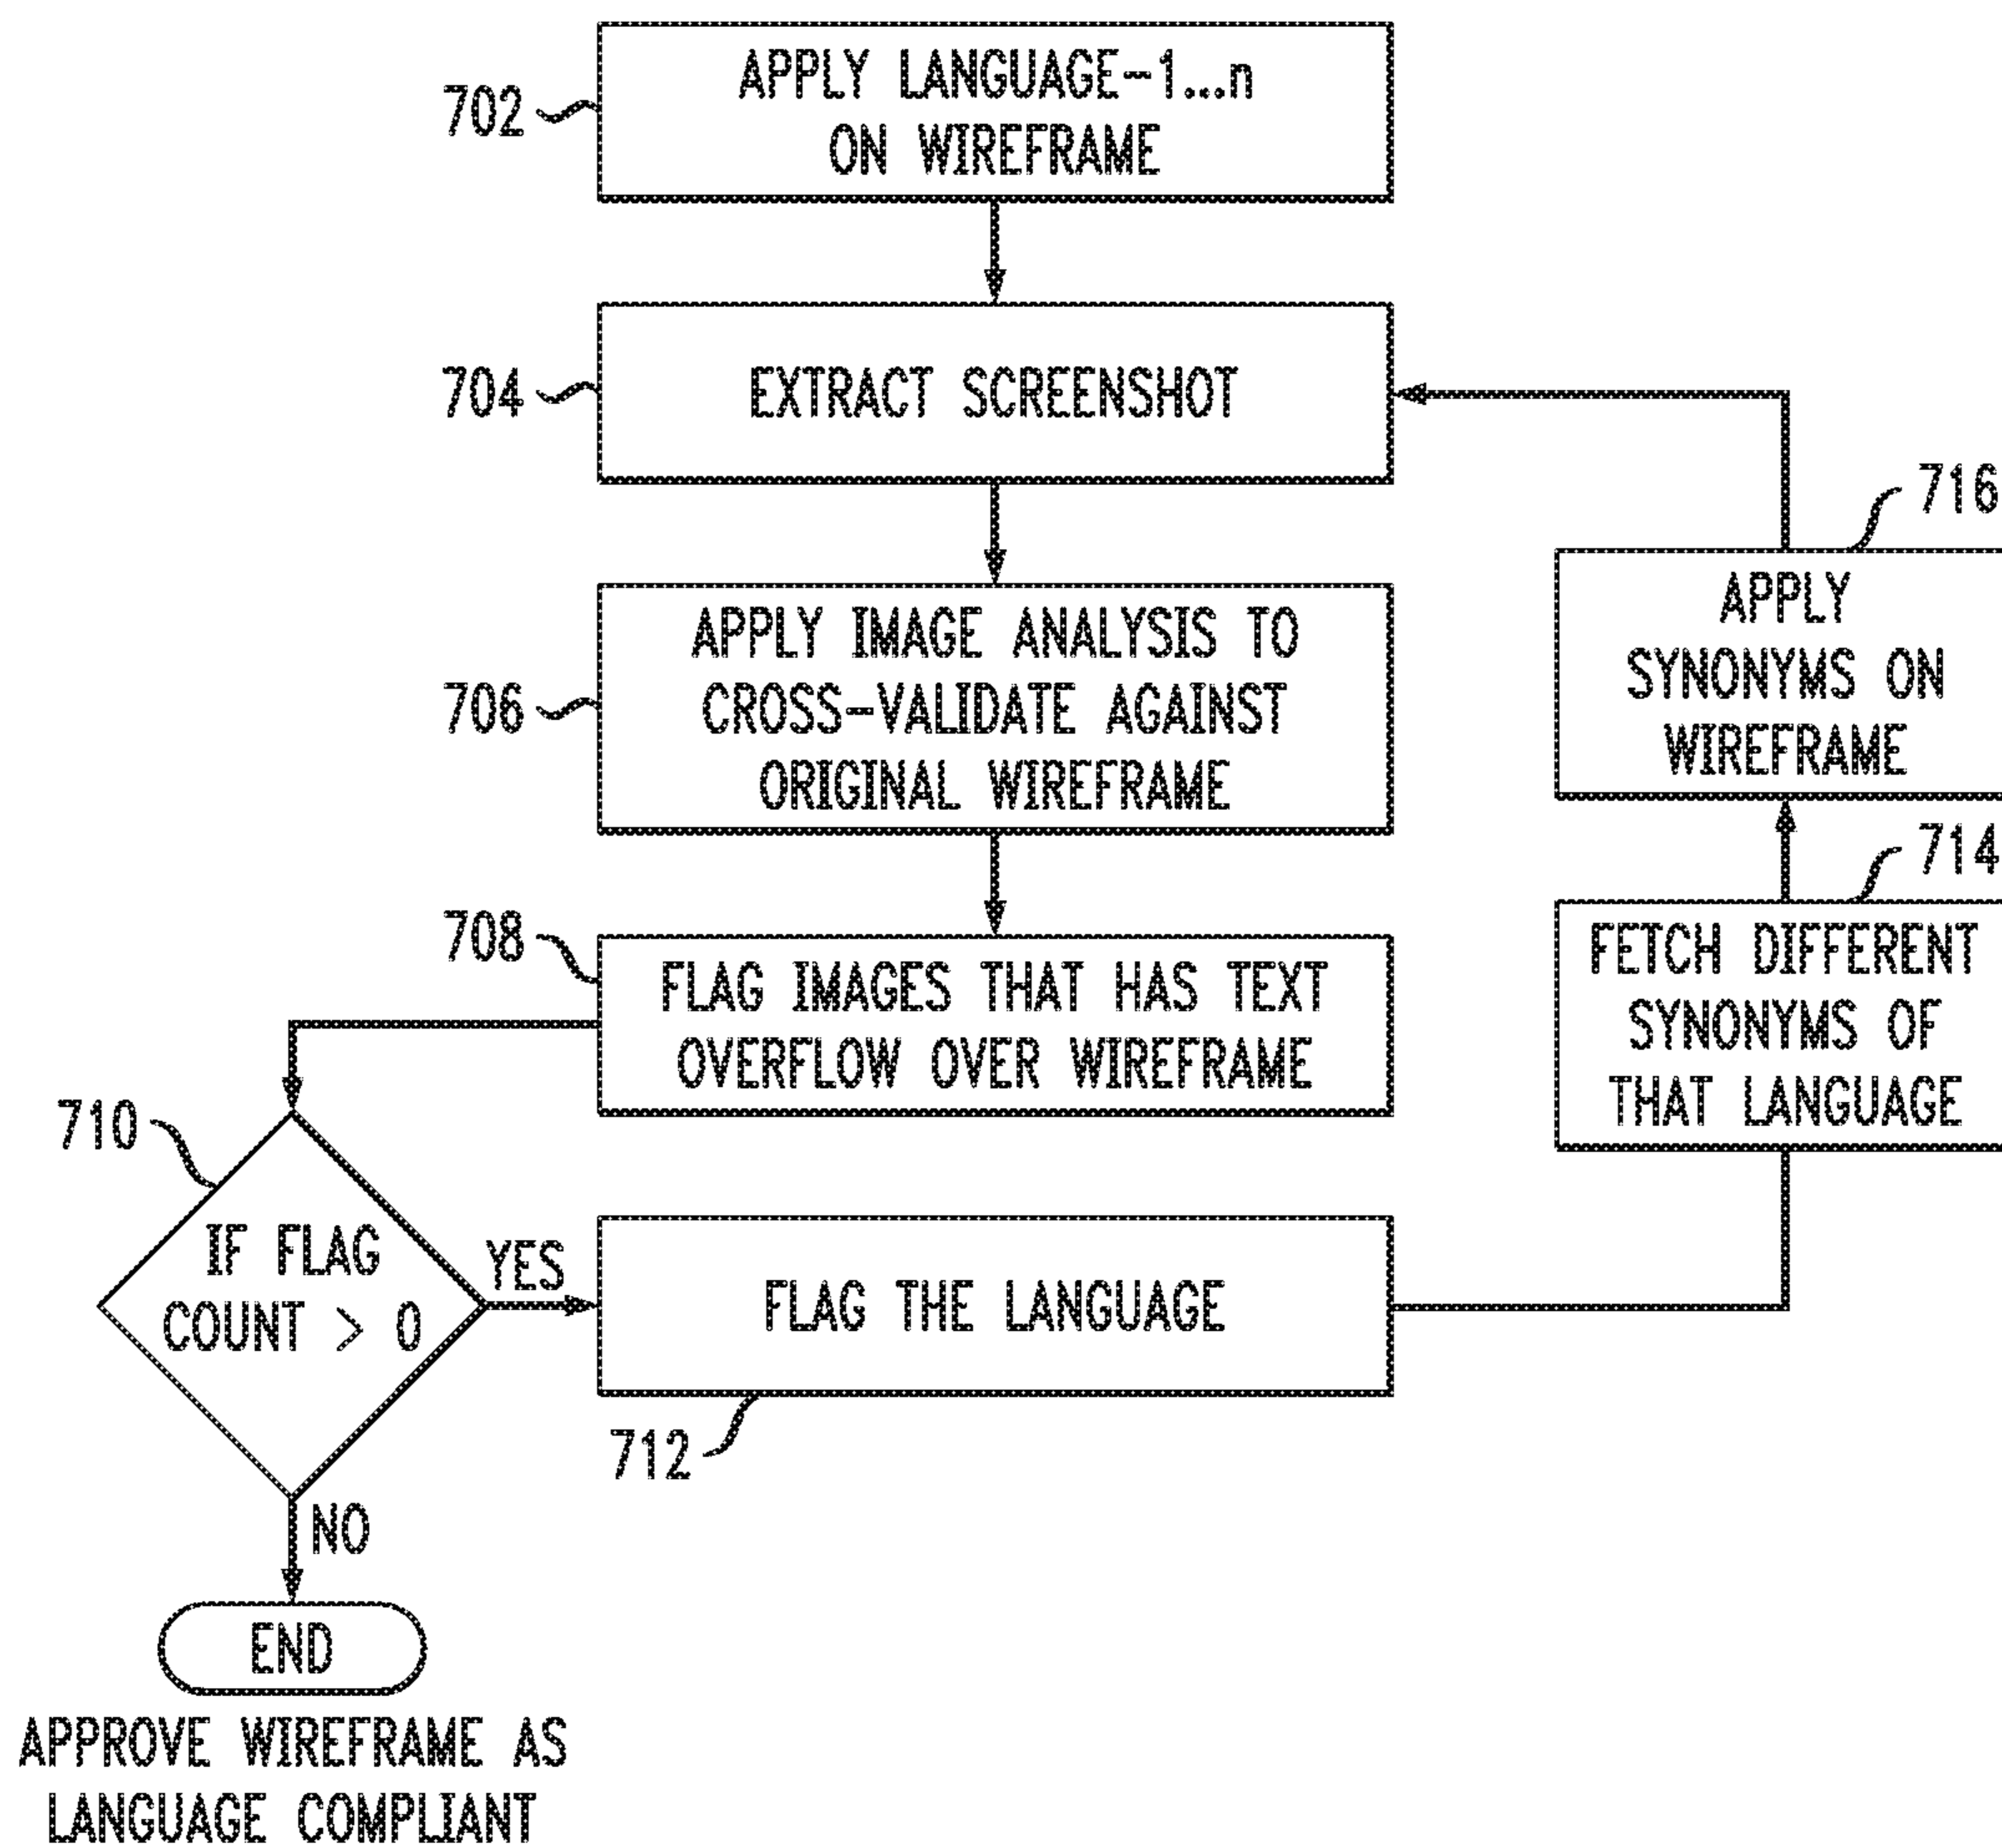 702
APPLY LANGUAGE-1...n
ON WIREFRAME
704
EXTRACT SCREENSHOT
706
APPLY IMAGE ANALYSIS TO
CROSS-VALIDATE AGAINST
ORIGINAL WIREFRAME
708
FLAG IMAGES THAT HAS TEXT
OVERFLOW OVER WIREFRAME
710
IF FLAG
COUNT > 0
YES
NO
END
APPROVE WIREFRAME AS
LANGUAGE COMPLIANT
FLAG THE LANGUAGE
712
714
FETCH DIFFERENT
SYNONYMS OF
THAT LANGUAGE
716
APPLY
SYNONYMS ON
WIREFRAME